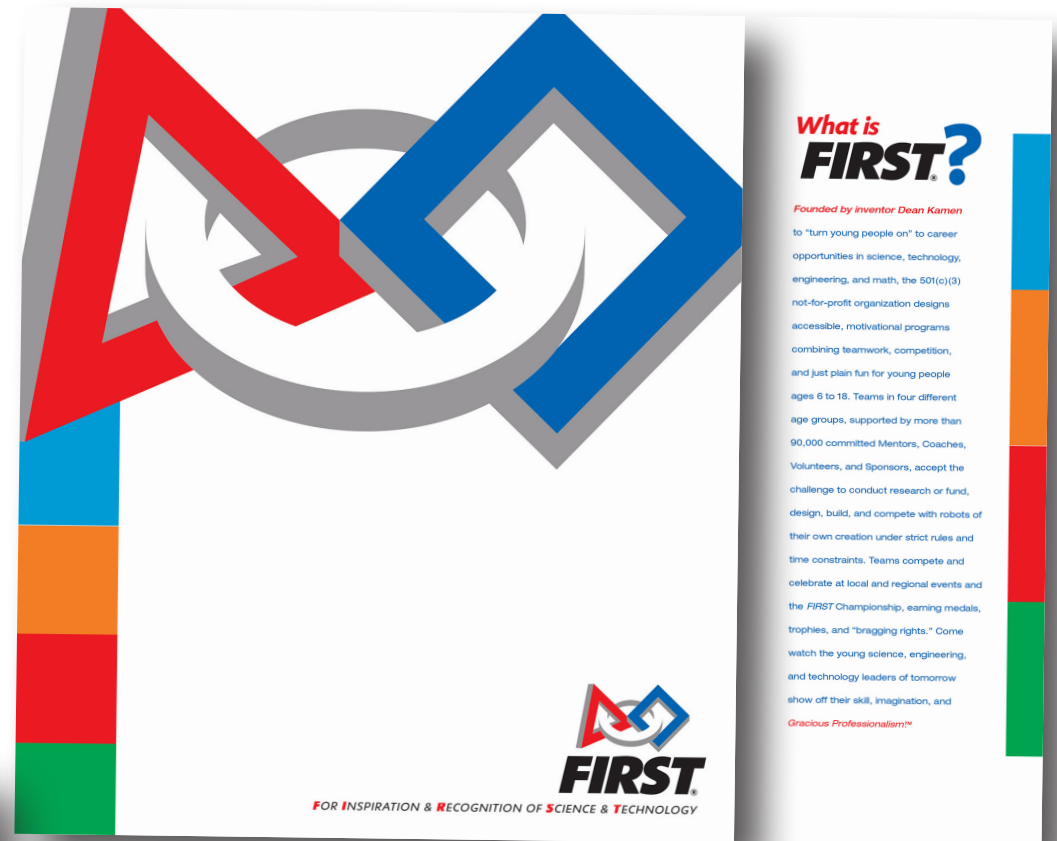 FIRST®
FOR INSPIRATION & RECOGNITION OF SCIENCE & TECHNOLOGY
What is
FIRST®?
Founded by inventor Dean Kamen
to "turn young people on" to career
opportunities in science, technology,
engineering, and math, the 501(c)(3)
not-for-profit organization designs
accessible, motivational programs
combining teamwork, competition,
and just plain fun for young people
ages 6 to 18. Teams in four different
age groups, supported by more than
90,000 committed Mentors, Coaches,
Volunteers, and Sponsors, accept the
challenge to conduct research or fund,
design, build, and compete with robots of
their own creation under strict rules and
time constraints. Teams compete and
celebrate at local and regional events and
the FIRST Championship, earning medals,
trophies, and "bragging rights." Come
watch the young science, engineering,
and technology leaders of tomorrow
show off their skill, imagination, and
Gracious Professionalism!™